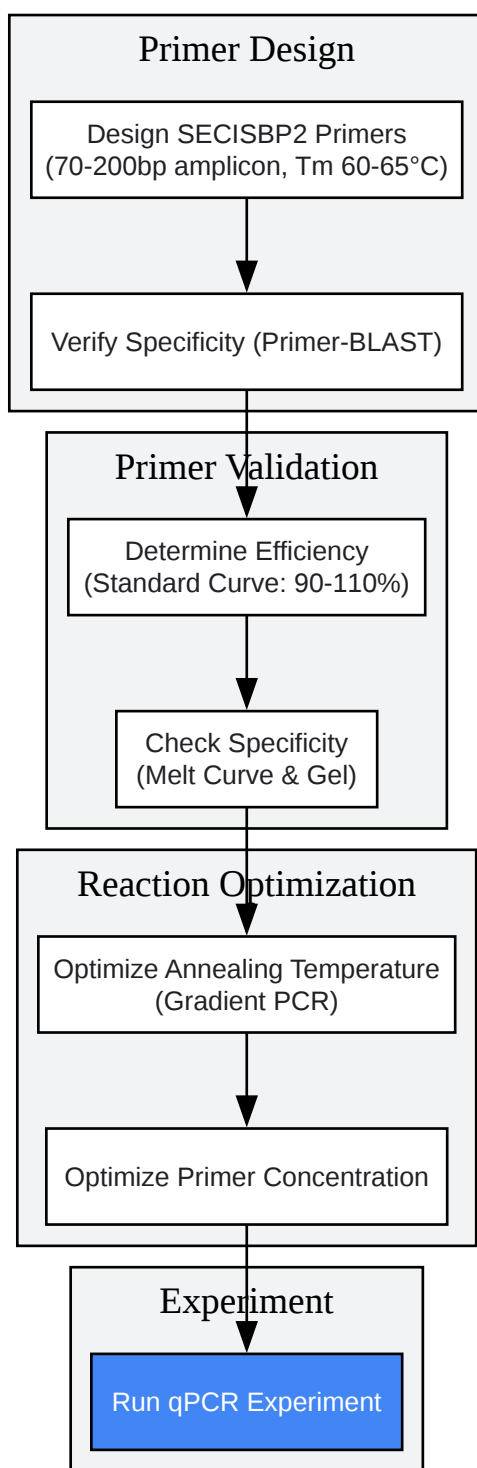 Primer Design
Design SECISBP2 Primers
(70-200bp amplicon, Tm 60-65°C)
Verify Specificity (Primer-BLAST)
Primer Validation
Determine Efficiency
(Standard Curve: 90-110%)
Check Specificity
(Melt Curve & Gel)
Reaction Optimization
Optimize Annealing Temperature
(Gradient PCR)
Optimize Primer Concentration
Experiment
Run qPCR Experiment